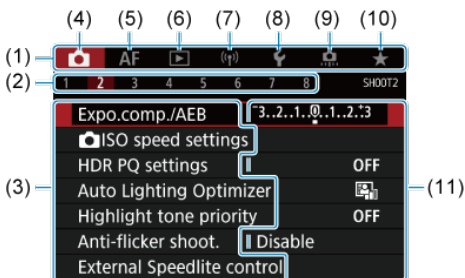 (4) (5) (6) (7) (8) (9) (10)
(1) AF
(2) 1 2 3 4 5 6 7 8 SHOOT2
Expo.comp./AEB -3..2..1..0..1..2..+3
ISO speed settings
HDR PQ settings OFF
(3) Auto Lighting Optimizer (11)
Highlight tone priority OFF
Anti-flicker shoot. Disable
External Speedlite control